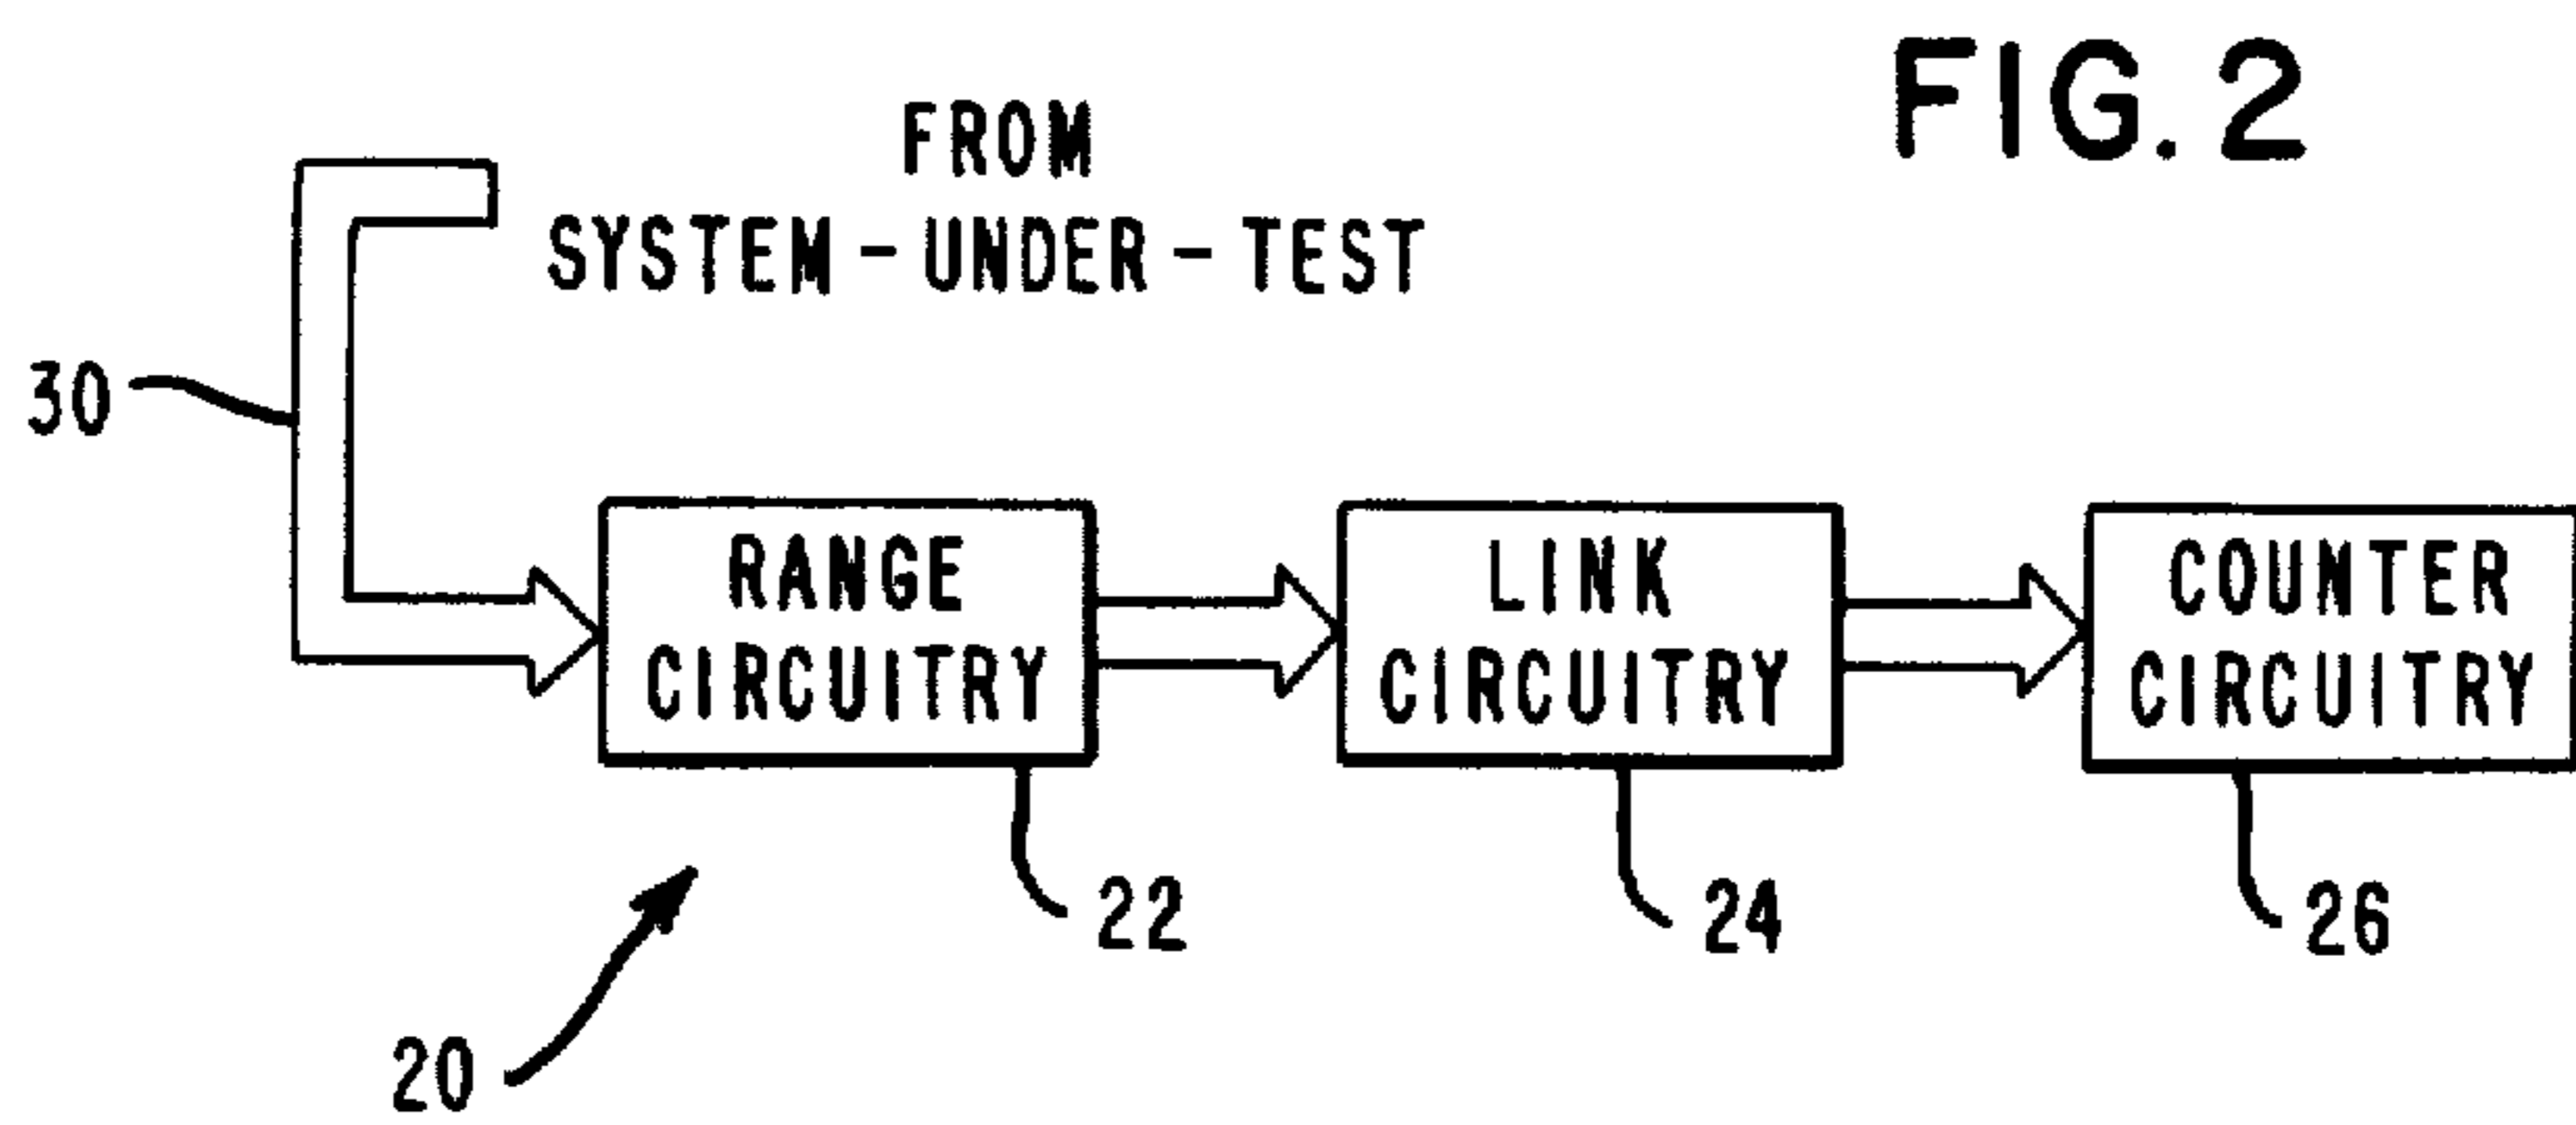 FIG. 2
FROM
SYSTEM-UNDER-TEST
30
RANGE
CIRCUITRY
LINK
CIRCUITRY
COUNTER
CIRCUITRY
22
24
26
20